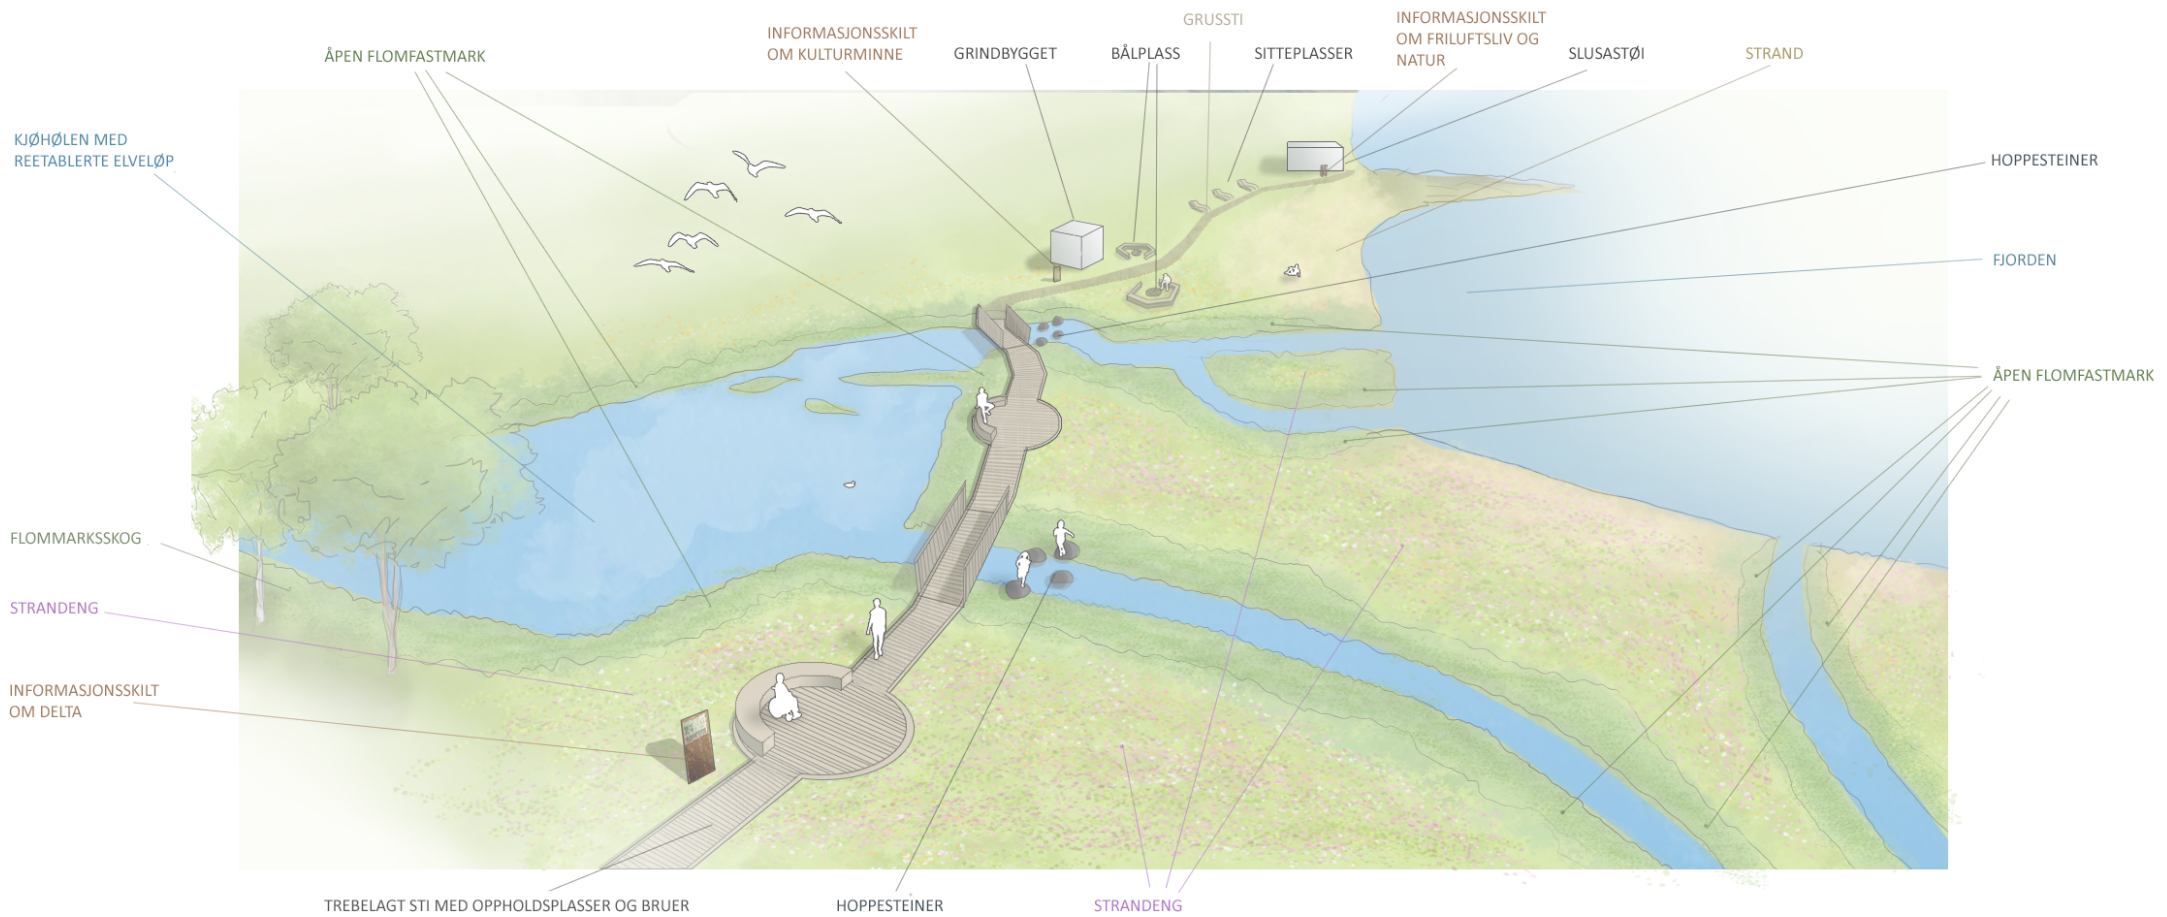 GRUSSTI
INFORMASJONSSKILT
OM FRILUFTSLIV OG
NATUR
INFORMASJONSSKILT
OM KULTURMINNE
ÅPEN FLOMFASTMARK
GRINDBYGGET
BÅLPLASS
SITTEPLASSER
SLUSASTØI
STRAND
KJØHØLEN MED
REETABLERTE ELVELØP
HOPPESTEINER
FJORDEN
ÅPEN FLOMFASTMARK
FLOMMARKSSKOG
STRANDENG
INFORMASJONSSKILT
OM DELTA
TREBELAGT STI MED OPPHOLDSPLASSER OG BRUER
HOPPESTEINER
STRANDENG